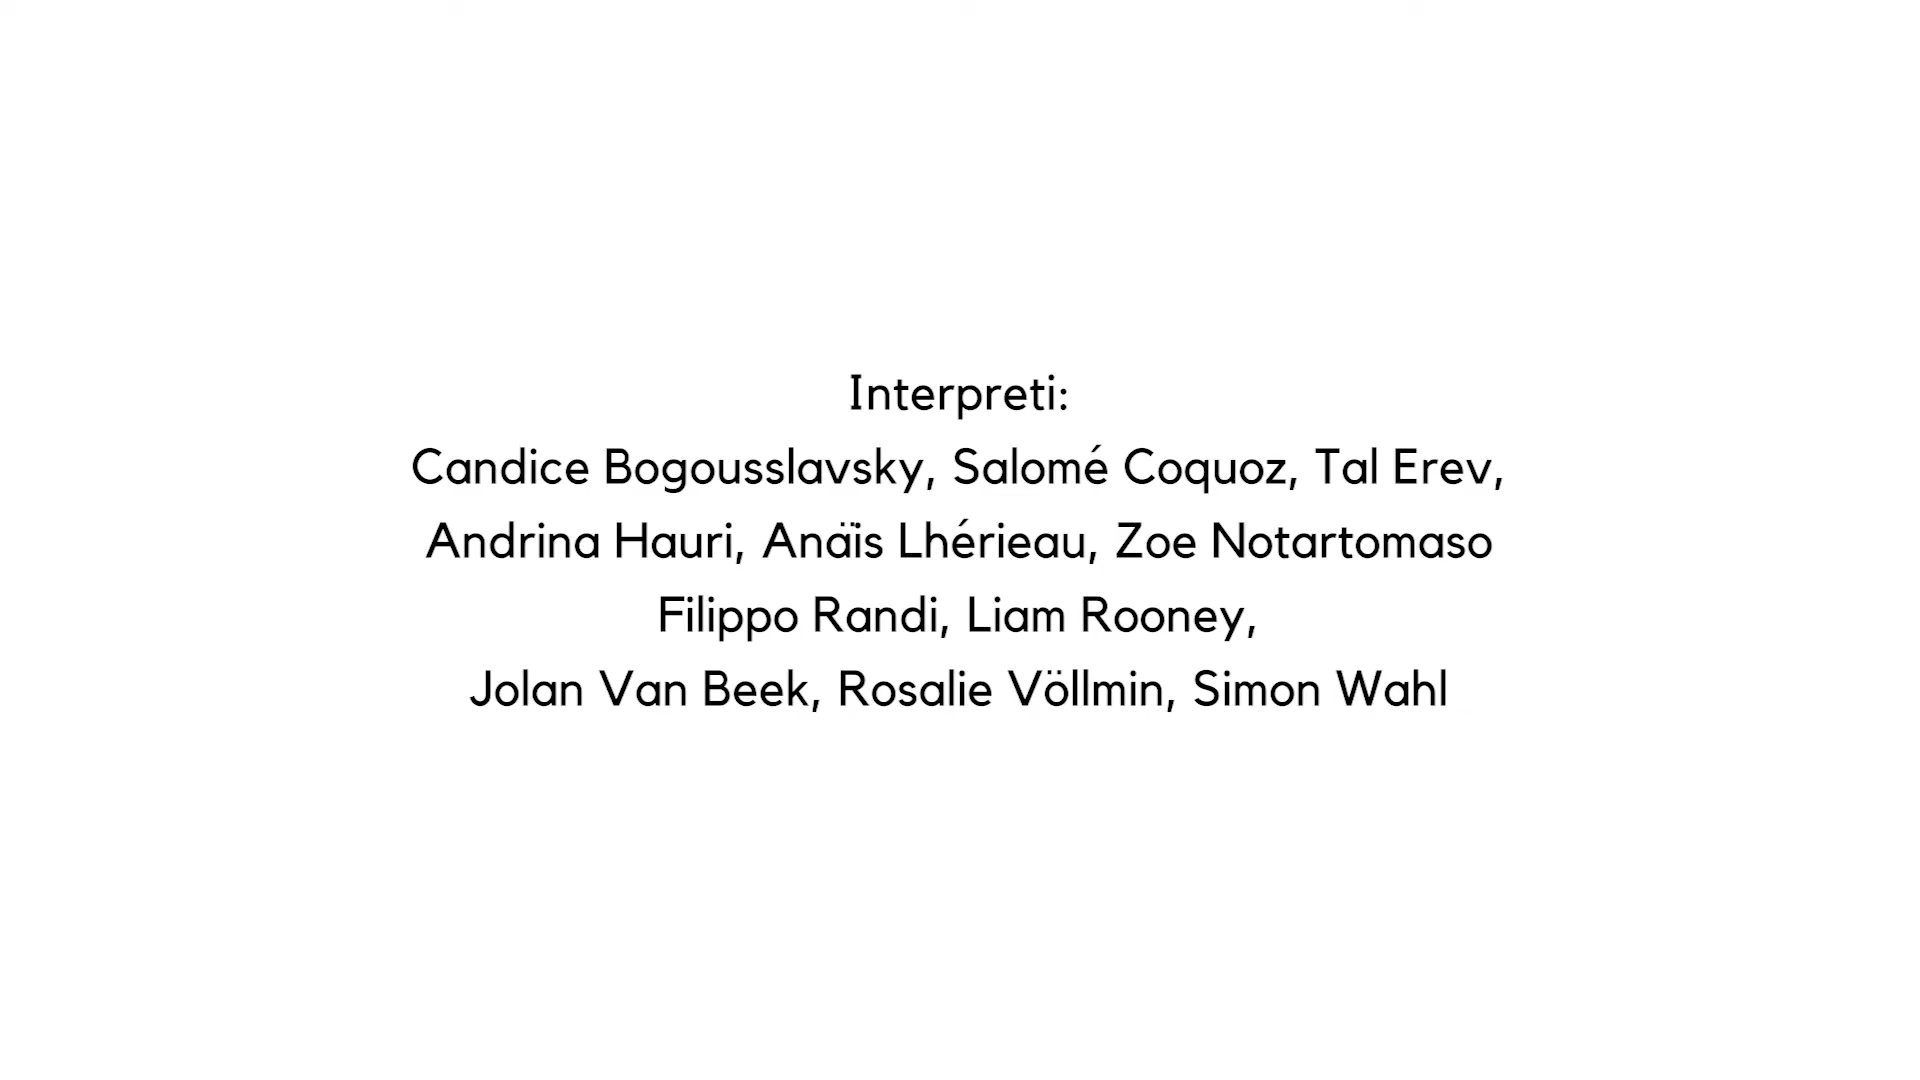 Interpreti:
Candice Bogousslavsky, Salomé Coquoz, Tal Erev,
Andrina Hauri, Anäïs Lhérieau, Zoe Notartomaso
Filippo Randi, Liam Rooney,
Jolan Van Beek, Rosalie Völlmin, Simon Wahl